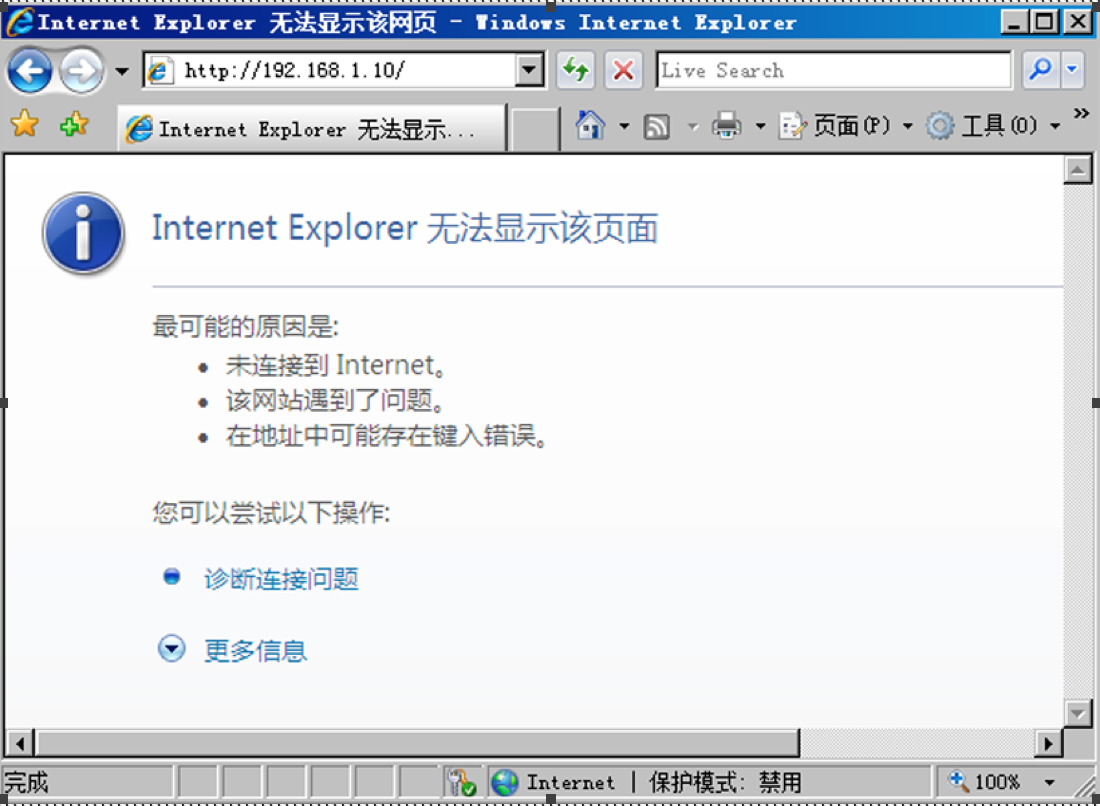 Internet Explorer 无法显示该网页 - Windows Internet Explorer
http://192.168.1.10/
Live Search
Internet Explorer 无法显示...
页面(P)
工具(O)
Internet Explorer 无法显示该页面
最可能的原因是:
• 未连接到 Internet。
• 该网站遇到了问题。
• 在地址中可能存在键入错误。
您可以尝试以下操作:
诊断连接问题
更多信息
完成
Internet | 保护模式: 禁用
100%